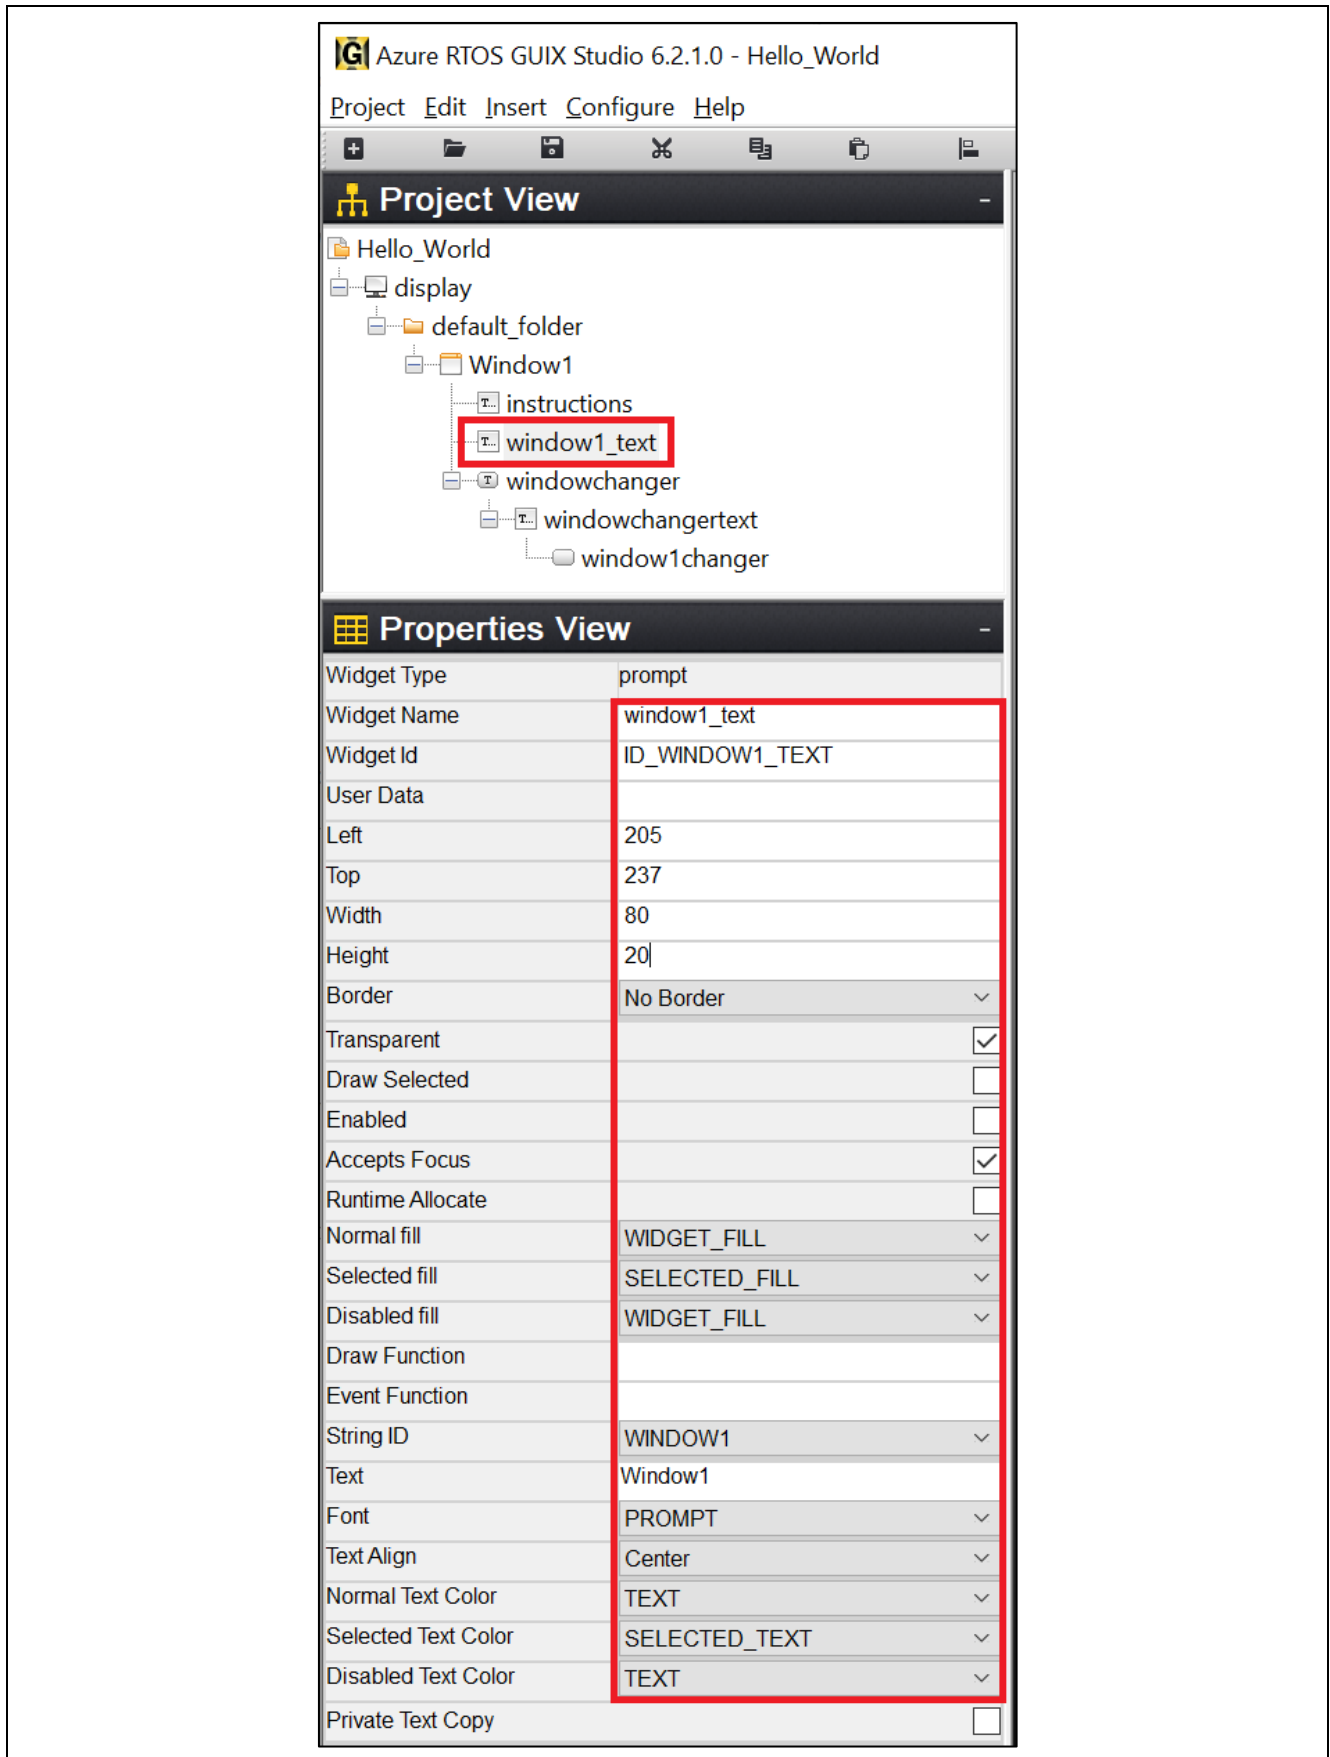 Azure RTOS GUIX Studio 6.2.1.0 - Hello_World
Project Edit Insert Configure Help
Project View -
Hello_World
display
default_folder
Window1
T... instructions
T... window1_text
T windowchanger
T... windowchangertext
window1changer
Properties View -
Widget Type prompt
Widget Name window1_text
Widget Id ID_WINDOW1_TEXT
User Data
Left 205
Top 237
Width 80
Height 20
Border No Border
Transparent
Draw Selected
Enabled
Accepts Focus
Runtime Allocate
Normal fill WIDGET_FILL
Selected fill SELECTED_FILL
Disabled fill WIDGET_FILL
Draw Function
Event Function
String ID WINDOW1
Text Window1
Font PROMPT
Text Align Center
Normal Text Color TEXT
Selected Text Color SELECTED_TEXT
Disabled Text Color TEXT
Private Text Copy